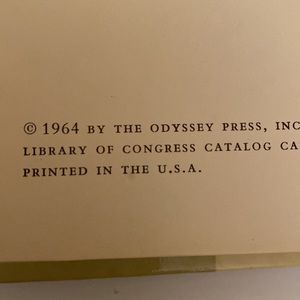 © 1964 BY THE ODYSSEY PRESS, INC
LIBRARY OF CONGRESS CATALOG CA
PRINTED IN THE U.S.A.